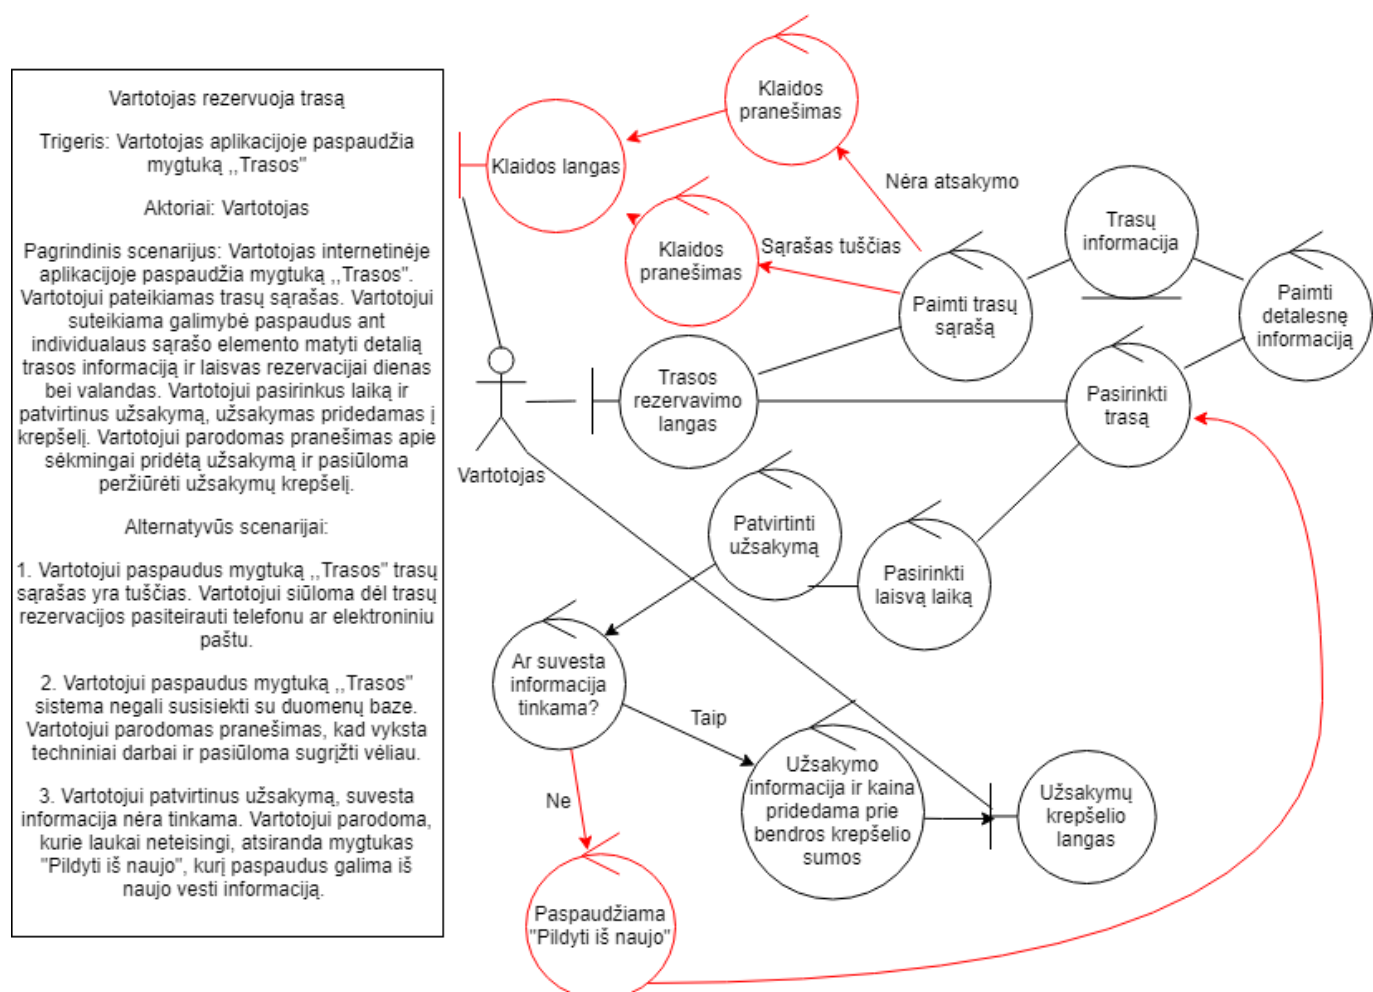 Vartotojas rezervuoja trasą
Trigeris: Vartotojas aplikacijoje paspaudžia
mygtuką ,,Trasos"
Aktoriai: Vartotojas
Pagrindinis scenarijus: Vartotojas internetinėje
aplikacijoje paspaudžia mygtuką ,,Trasos".
Vartotojui pateikiamas trasų sąrašas. Vartotojui
suteikiama galimybė paspaudus ant
individualaus sąrašo elemento matyti detalią
trasos informaciją ir laisvas rezervacijai dienas
bei valandas. Vartotojui pasirinkus laiką ir
patvirtinus užsakymą, užsakymas pridedamas į
krepšelį. Vartotojui parodomas pranešimas apie
sėkmingai pridėtą užsakymą ir pasiūloma
peržiūrėti užsakymų krepšelį.
Alternatyvūs scenarijai:
1. Vartotojui paspaudus mygtuką ,,Trasos" trasų
sąrašas yra tuščias. Vartotojui siūloma dėl trasų
rezervacijos pasiteirauti telefonu ar elektroniniu
paštu.
2. Vartotojui paspaudus mygtuką ,,Trasos"
sistema negali susisiekti su duomenų baze.
Vartotojui parodomas pranešimas, kad vyksta
techniniai darbai ir pasiūloma sugrįžti vėliau.
3. Vartotojui patvirtinus užsakymą, suvesta
informacija nėra tinkama. Vartotojui parodoma,
kurie laukai neteisingi, atsiranda mygtukas
"Pildyti iš naujo", kurį paspaudus galima iš
naujo vesti informaciją.
Klaidos
pranešimas
Klaidos langas
Nėra atsakymo
Klaidos
pranešimas
Sąrašas tuščias
Trasų
informacija
Paimti trasų
sąrašą
Paimti
detalesnę
informaciją
Trasos
rezervavimo
langas
Pasirinkti
trasą
Vartotojas
Patvirtinti
užsakymą
Pasirinkti
laisvą laiką
Ar suvesta
informacija
tinkama?
Taip
Ne
Užsakymo
informacija ir kaina
pridedama prie
bendros krepšelio
sumos
Užsakymų
krepšelio
langas
Paspaudžiama
"Pildyti iš naujo"